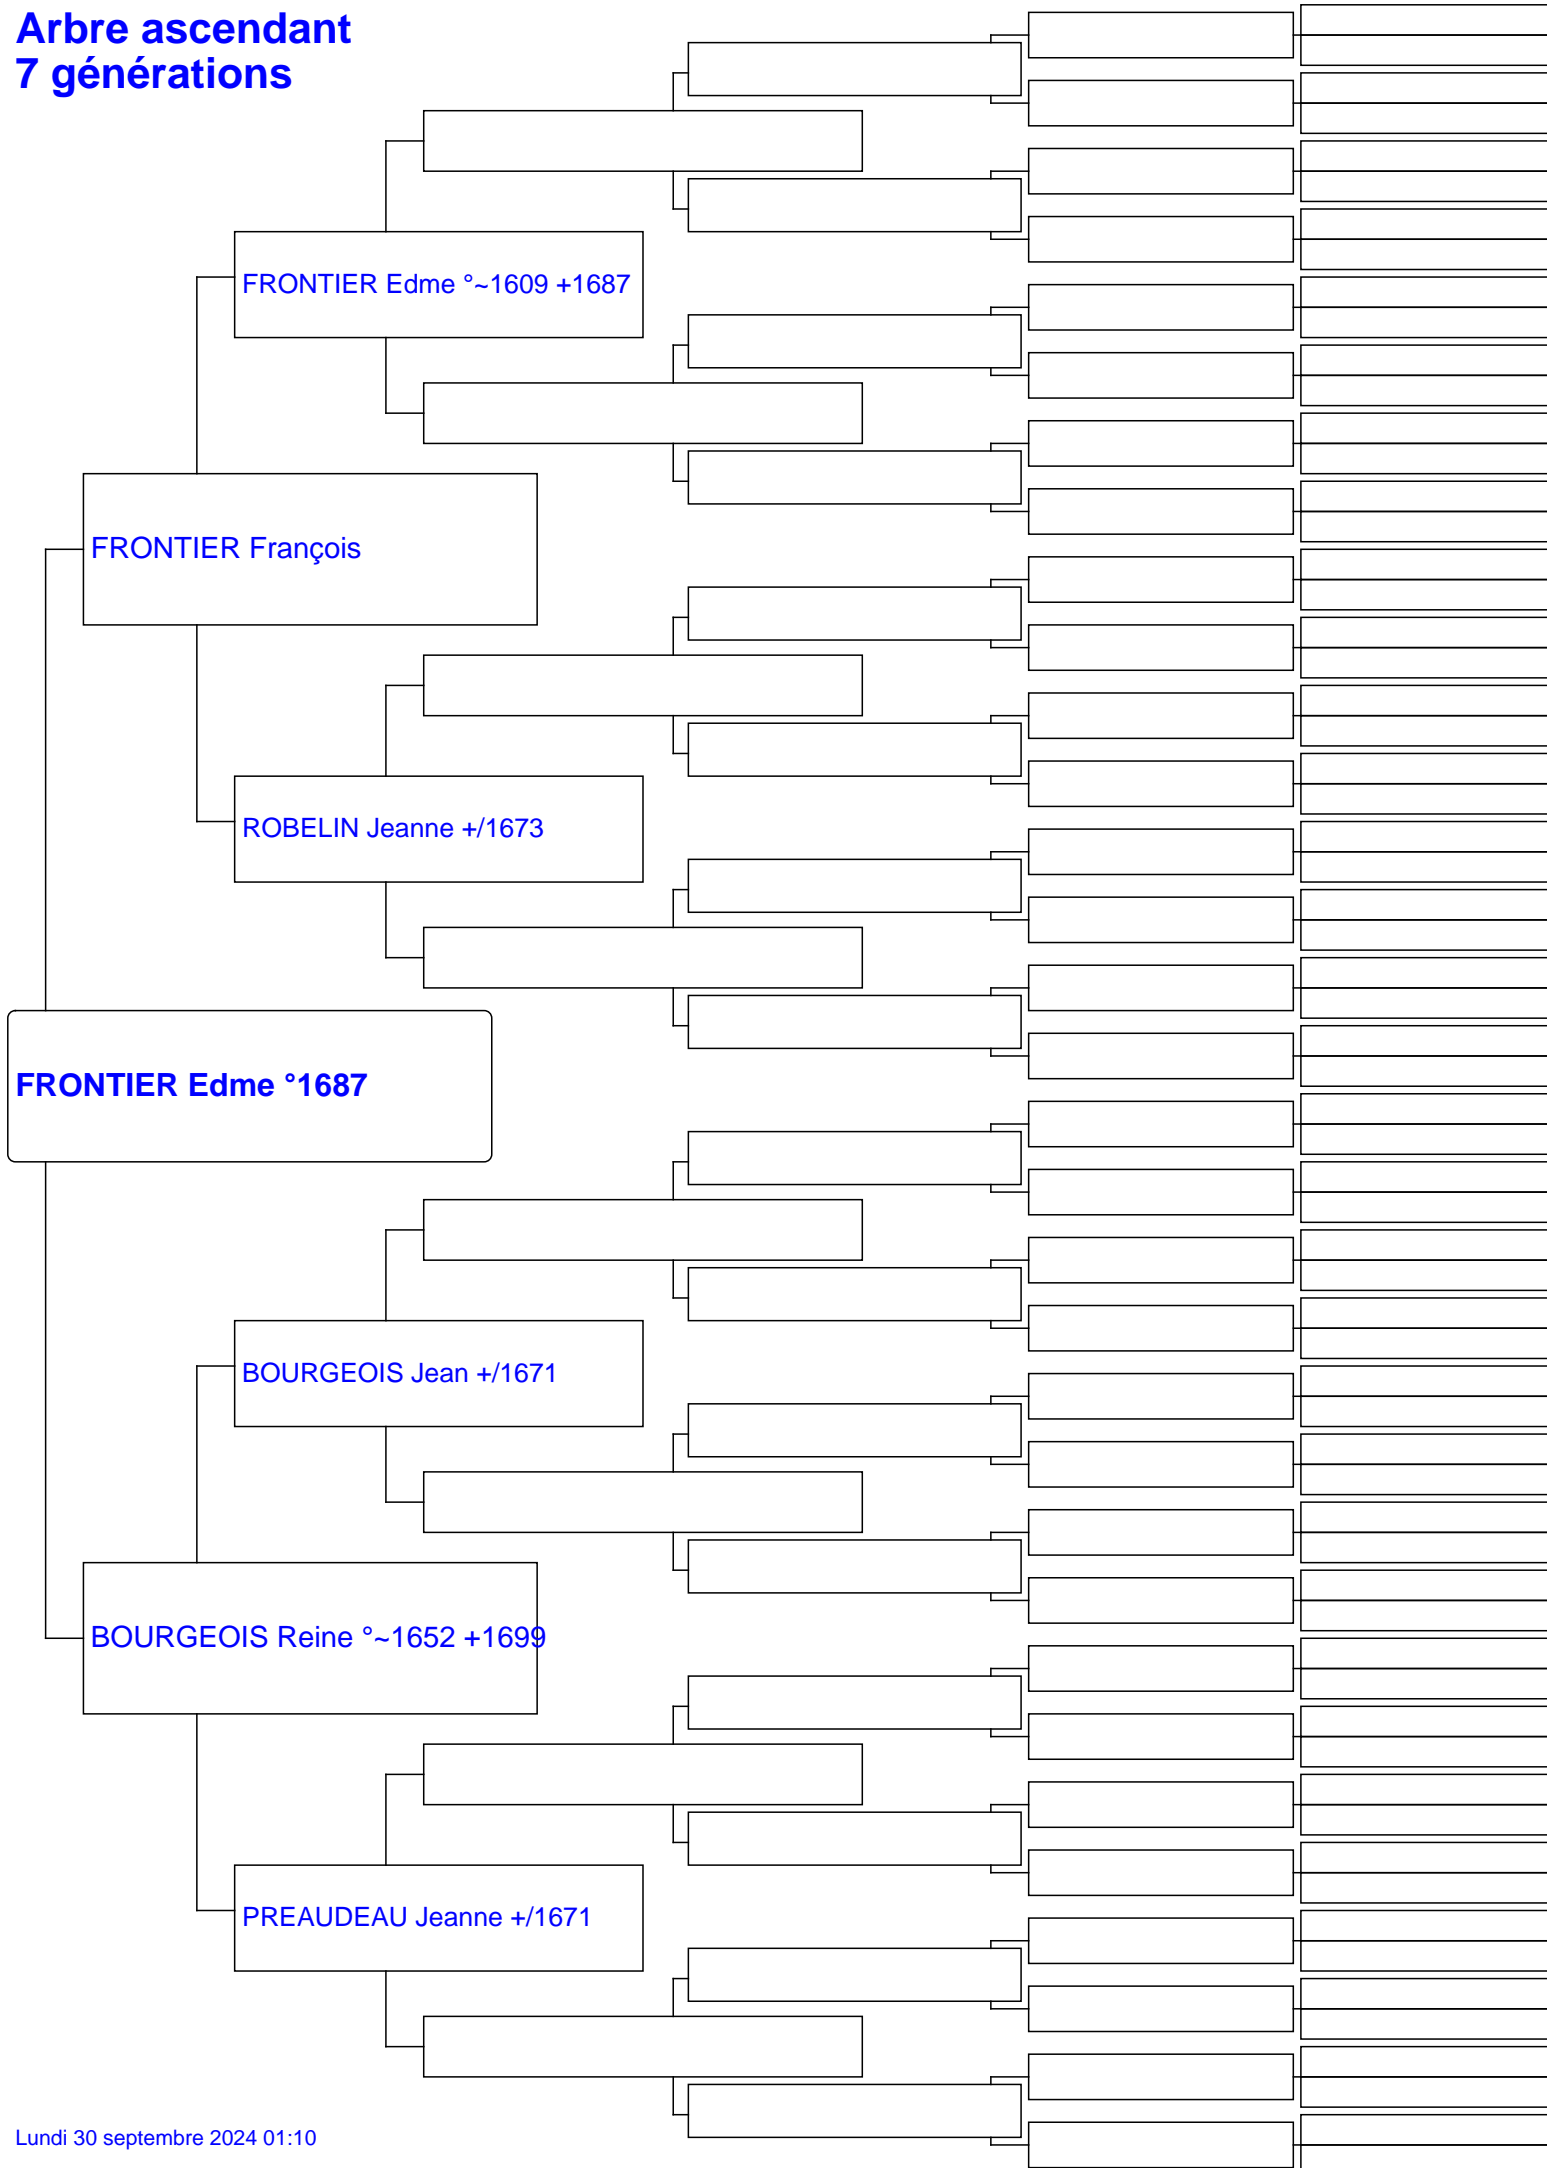 Arbre ascendant
7 générations
FRONTIER Edme °~1609 +1687
FRONTIER François
ROBELIN Jeanne +/1673
FRONTIER Edme °1687
BOURGEOIS Jean +/1671
BOURGEOIS Reine °~1652 +1699
PREAUDEAU Jeanne +/1671
Lundi 30 septembre 2024 01:10